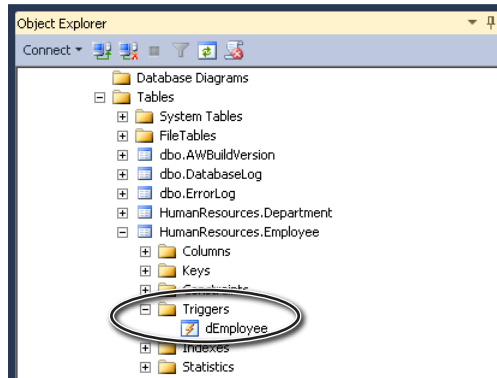 Object Explorer
Connect
Database Diagrams
Tables
System Tables
FileTables
dbo.AWBuildVersion
dbo.DatabaseLog
dbo.ErrorLog
HumanResources.Department
HumanResources.Employee
Columns
Keys
Constraints
Triggers
dEmployee
Indexes
Statistics